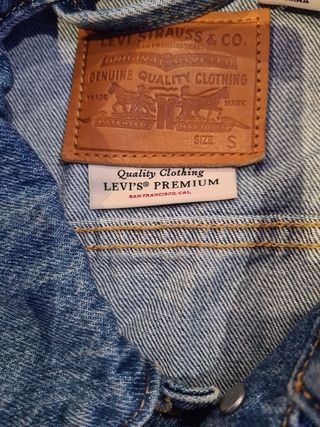 LEVI STRAUSS & CO.
SAN FRANCISCO, CAL.
ORIGINAL RIVETED
GENUINE QUALITY CLOTHING
TRADE MARK
PATENTED
SIZE S
Quality Clothing
LEVI'S® PREMIUM
SAN FRANCISCO, CAL.